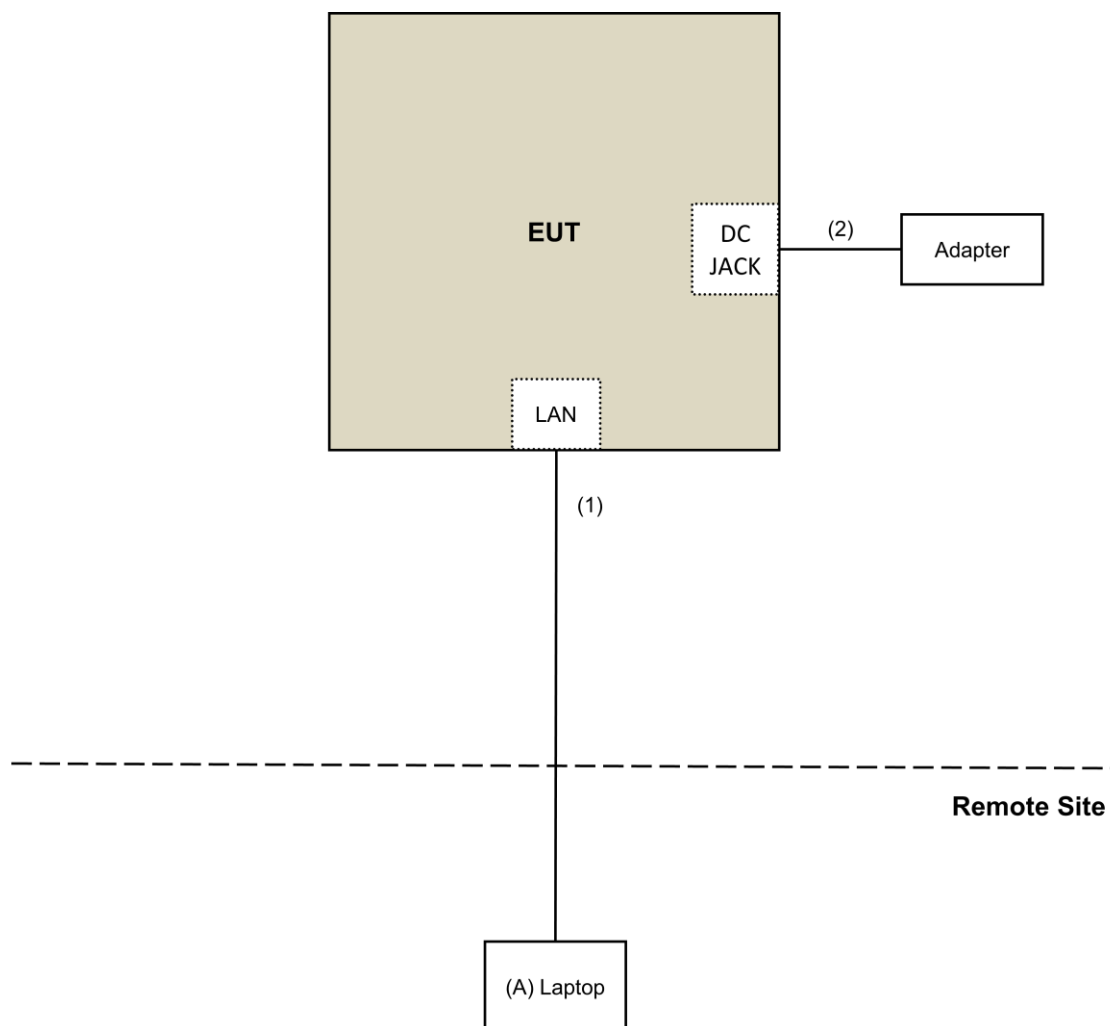 EUT
DC
JACK
(2)
Adapter
LAN
(1)
Remote Site
(A) Laptop